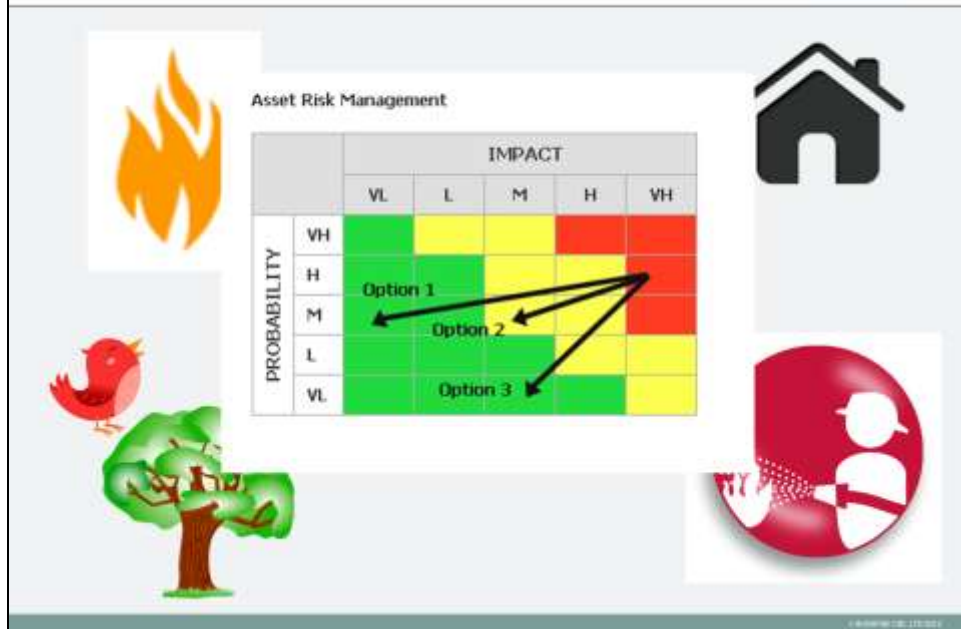 Asset Risk Management
IMPACT
VL L M H VH
PROBABILITY
VH
H
Option 1
M
Option 2
L
VL
Option 3